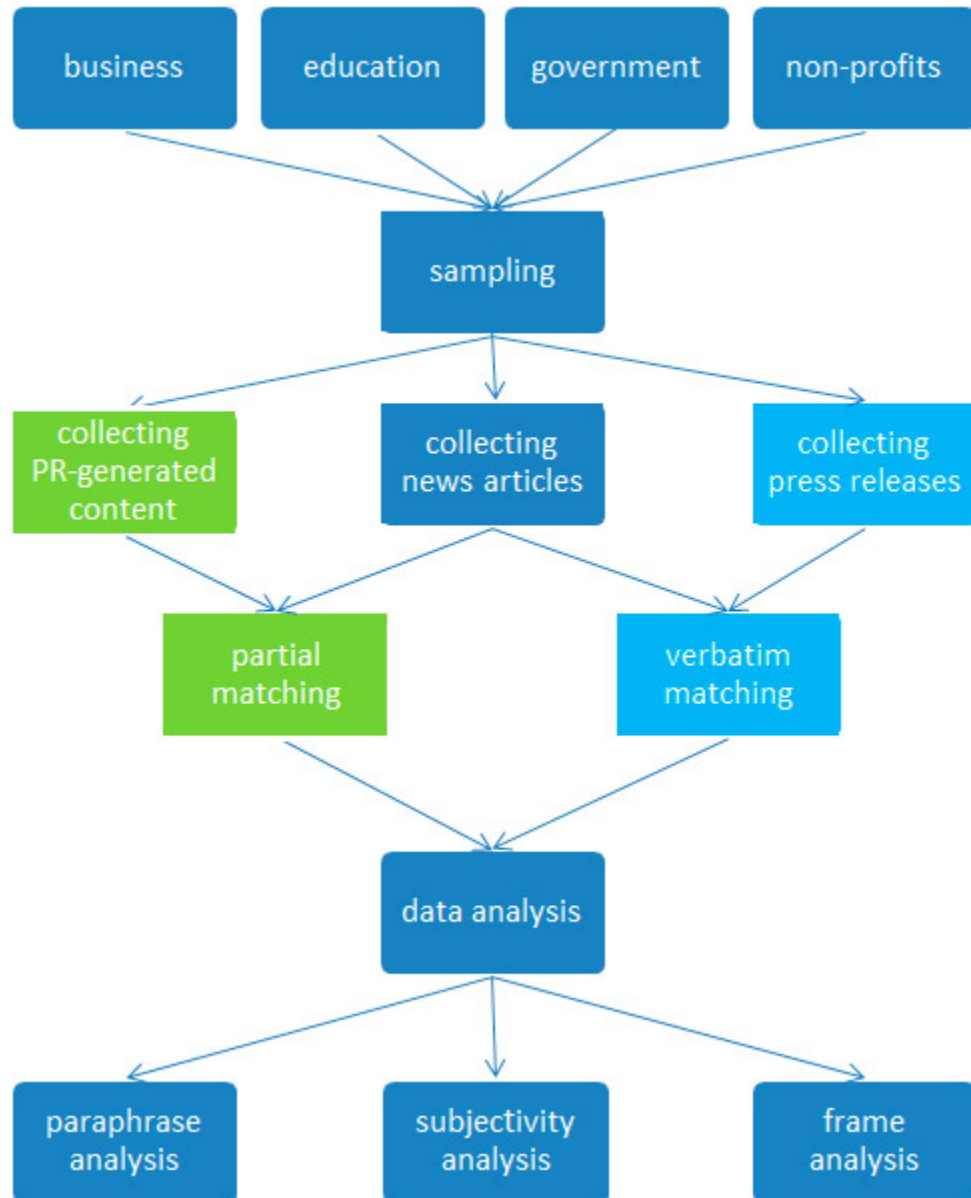 business
education
government
non-profits
sampling
collecting
PR-generated
content
collecting
news articles
collecting
press releases
partial
matching
verbatim
matching
data analysis
paraphrase
analysis
subjectivity
analysis
frame
analysis